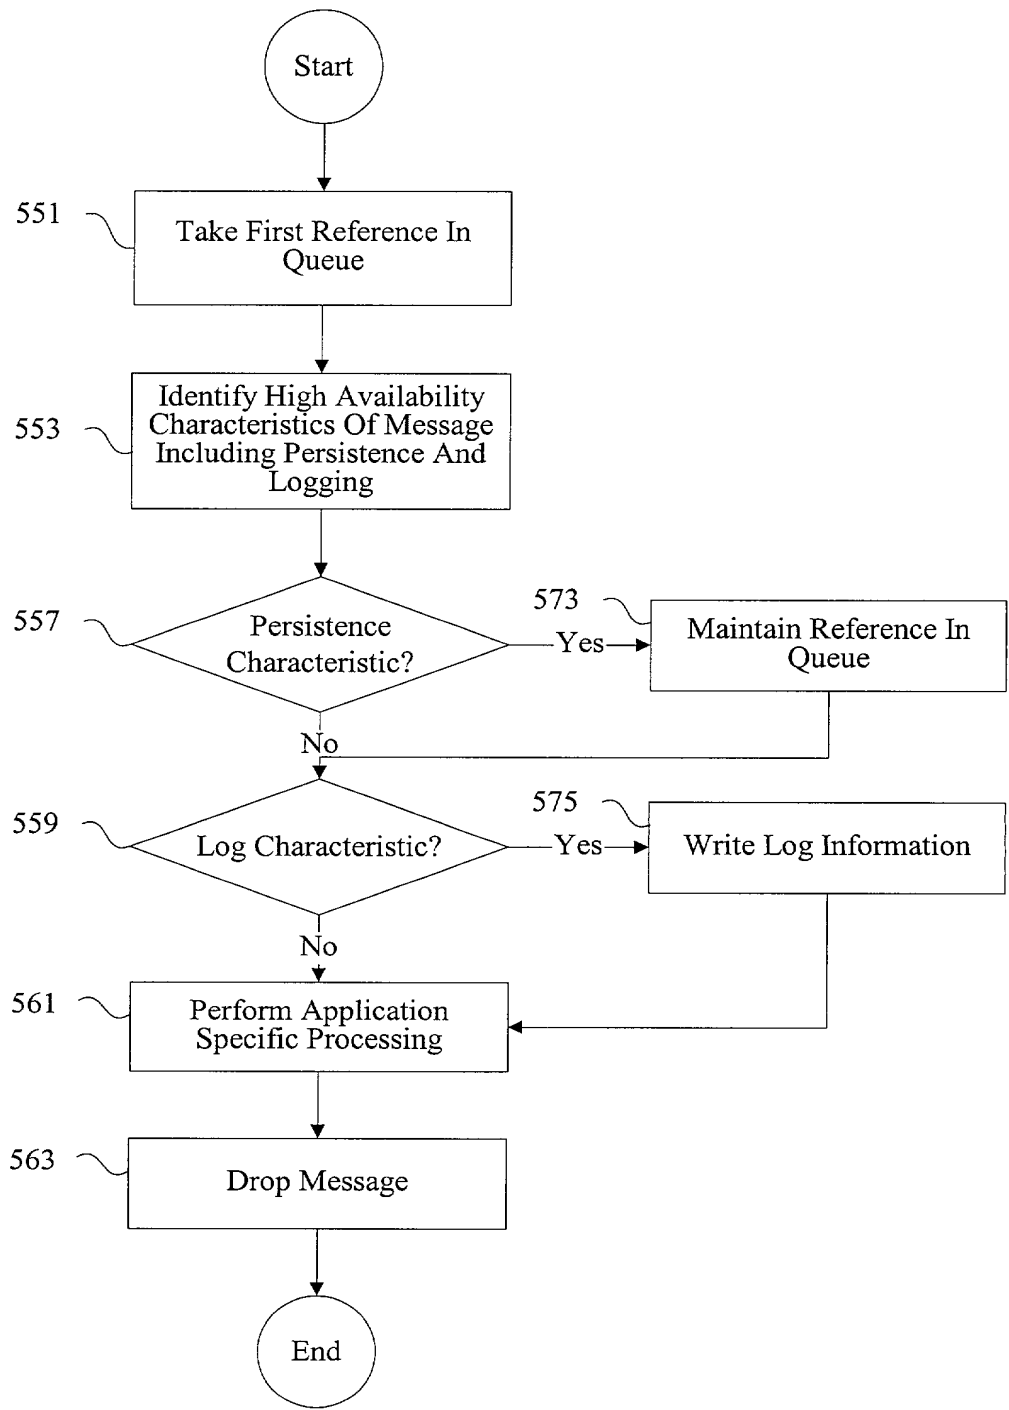 Start
551
Take First Reference In
Queue
553
Identify High Availability
Characteristics Of Message
Including Persistence And
Logging
557
Persistence
Characteristic?
Yes
573
Maintain Reference In
Queue
No
559
Log Characteristic?
Yes
575
Write Log Information
No
561
Perform Application
Specific Processing
563
Drop Message
End